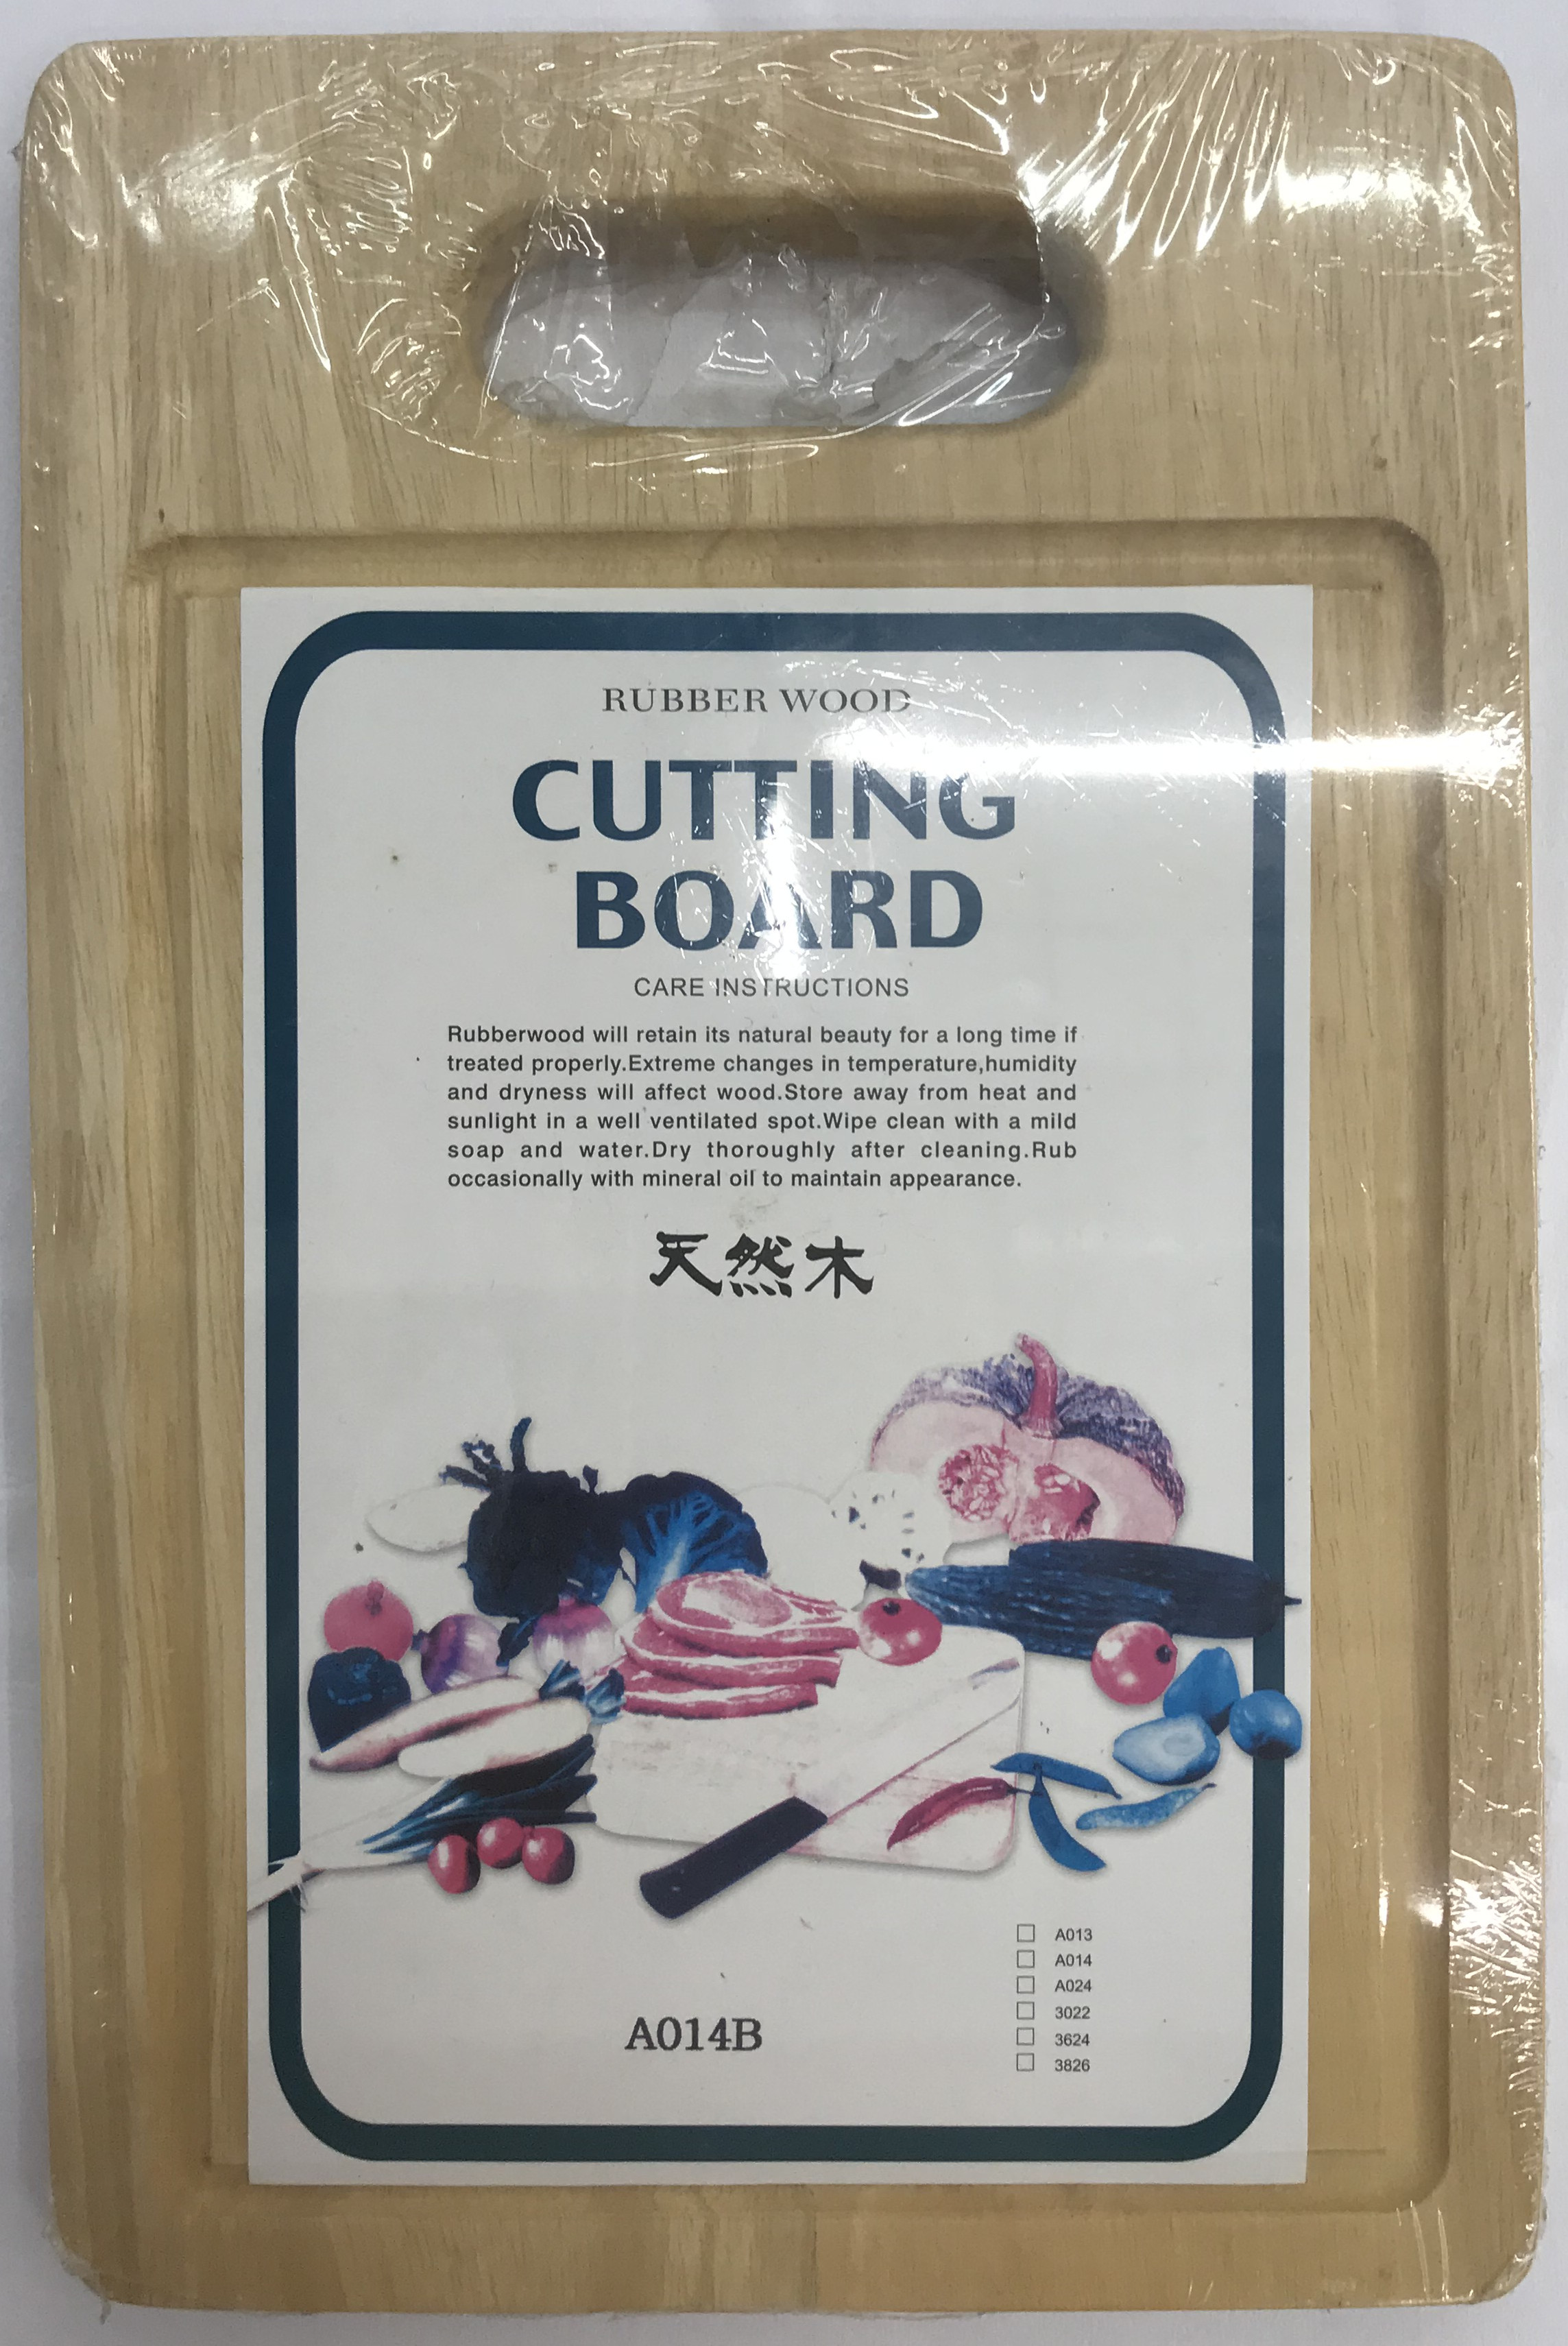 RUBBER WOOD
CUTTING
BOARD
CARE INSTRUCTIONS
Rubberwood will retain its natural beauty for a long time if
treated properly.Extreme changes in temperature,humidity
and dryness will affect wood.Store away from heat and
sunlight in a well ventilated spot.Wipe clean with a mild
soap and water.Dry thoroughly after cleaning.Rub
occasionally with mineral oil to maintain appearance.
天然木
A013
A014
A024
3022
3624
3826
A014B